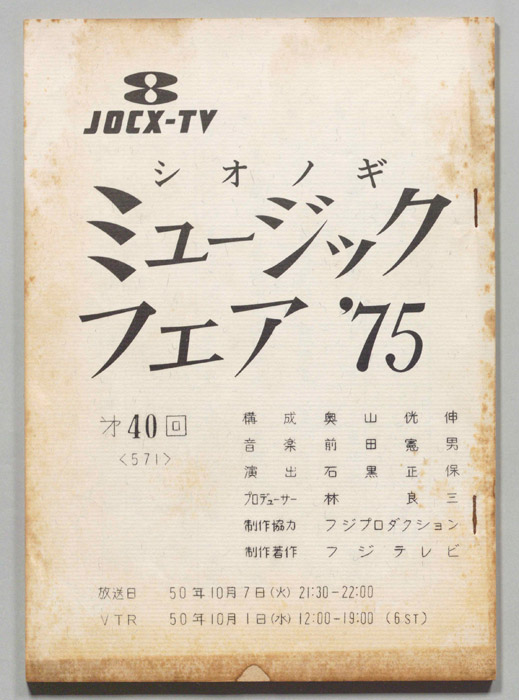 JOCX-TV
シオノギ
ミュージック
フェア '75
才40回
〈571〉
構成 奥山侊伸
音楽 前田憲男
演出 石黒正保
プロデューサー 林良三
制作協力 フジプロダクション
制作著作 フジテレビ
放送日 50年10月7日(火) 21:30-22:00
VTR 50年10月1日(水) 12:00-19:00 (6ST)